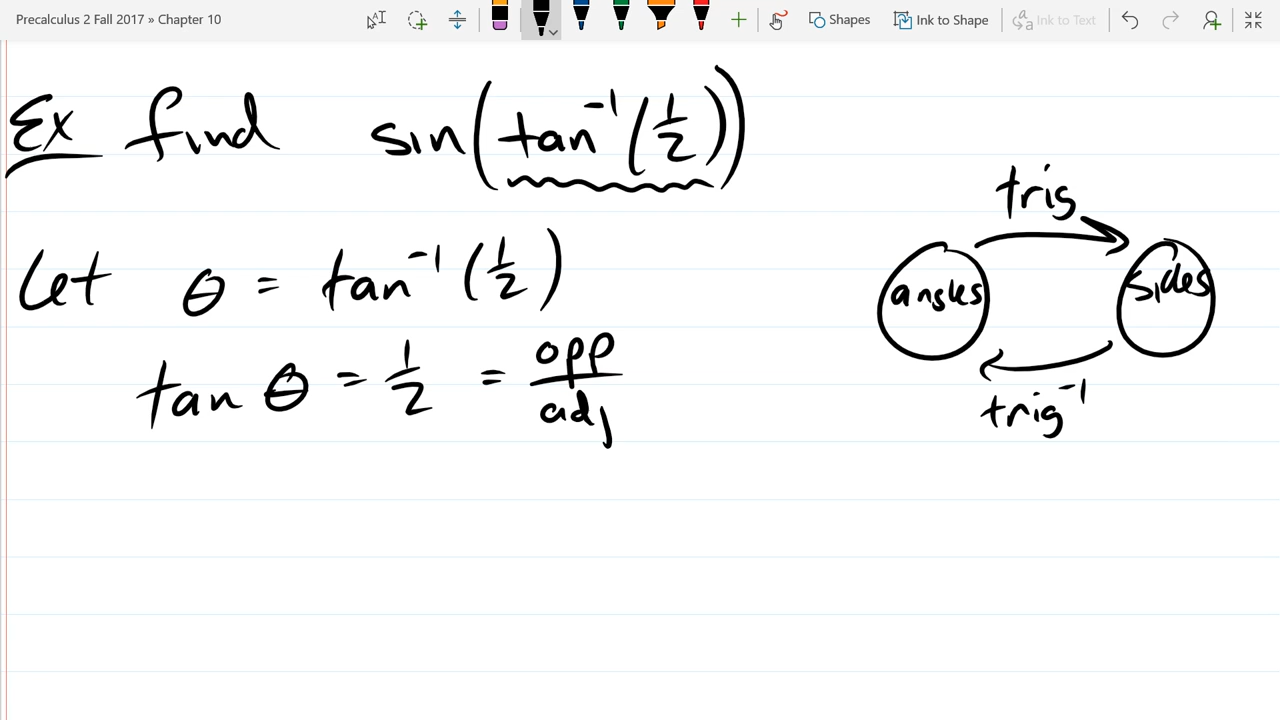 Precalculus 2 Fall 2017 » Chapter 10
Shapes
Ink to Shape
Ink to Text
Ex find sin(tan⁻¹(1/2))
Let θ = tan⁻¹(1/2)
tan θ = 1/2 = opp/adj
trig
angles sides
trig⁻¹